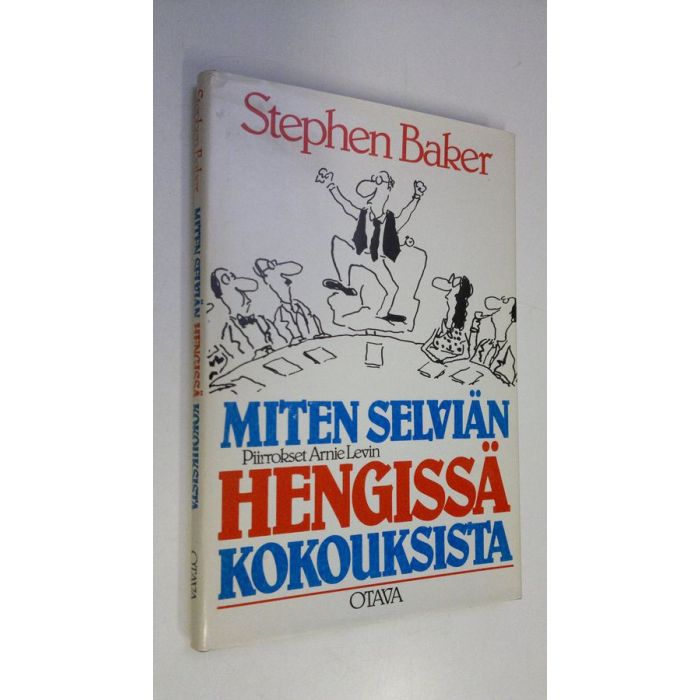 Stephen Baker
MITEN SELVIÄN
Piirrokset Arnie Levin
HENGISSÄ
KOKOUKSISTA
OTAVA
Stephen Baker MITEN SELVIÄN HENGISSÄ KOKOUKSISTA OTAVA